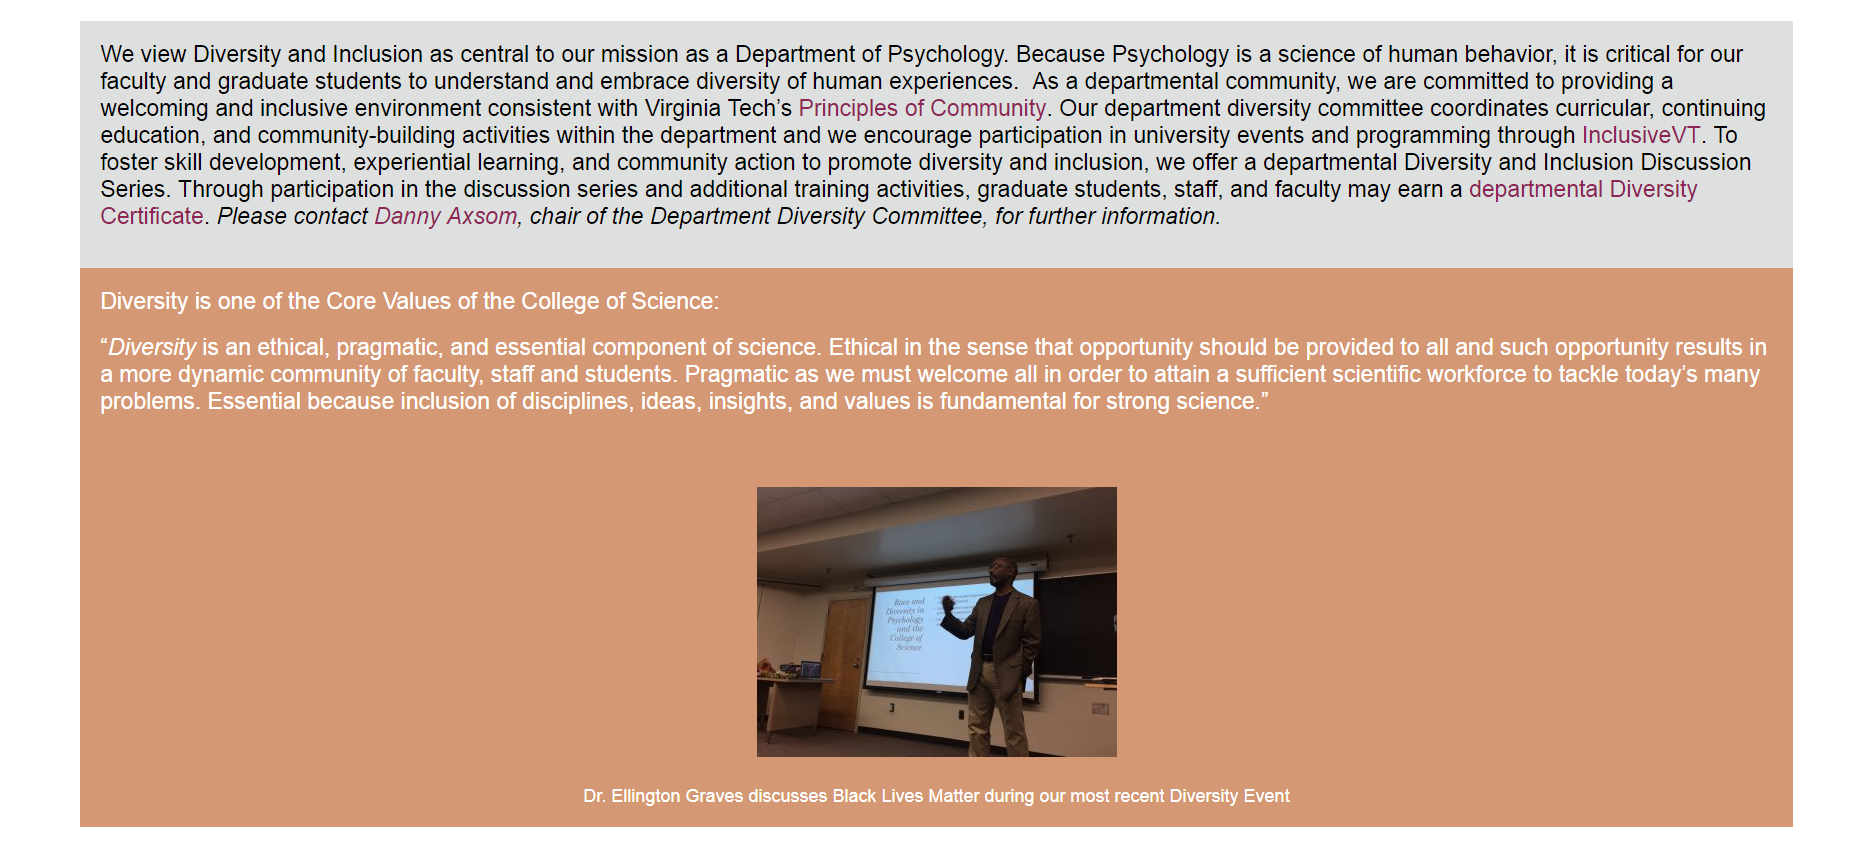 We view Diversity and Inclusion as central to our mission as a Department of Psychology. Because Psychology is a science of human behavior, it is critical for our
faculty and graduate students to understand and embrace diversity of human experiences.  As a departmental community, we are committed to providing a
welcoming and inclusive environment consistent with Virginia Tech’s Principles of Community. Our department diversity committee coordinates curricular, continuing
education, and community-building activities within the department and we encourage participation in university events and programming through InclusiveVT. To
foster skill development, experiential learning, and community action to promote diversity and inclusion, we offer a departmental Diversity and Inclusion Discussion
Series. Through participation in the discussion series and additional training activities, graduate students, staff, and faculty may earn a departmental Diversity
Certificate. Please contact Danny Axsom, chair of the Department Diversity Committee, for further information.
Diversity is one of the Core Values of the College of Science:
“Diversity is an ethical, pragmatic, and essential component of science. Ethical in the sense that opportunity should be provided to all and such opportunity results in
a more dynamic community of faculty, staff and students. Pragmatic as we must welcome all in order to attain a sufficient scientific workforce to tackle today’s many
problems. Essential because inclusion of disciplines, ideas, insights, and values is fundamental for strong science.”
Race and
Diversity in
Psychology
and the
College of
Science
Dr. Ellington Graves discusses Black Lives Matter during our most recent Diversity Event